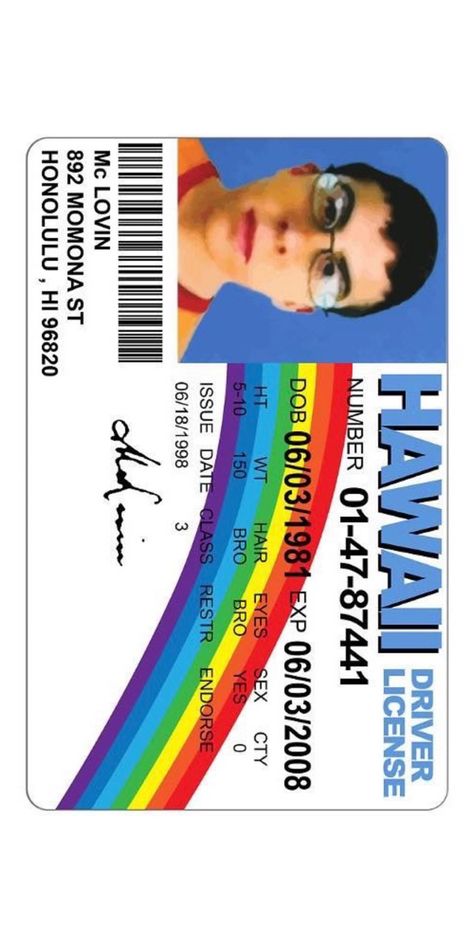 HAWAII DRIVER
LICENSE
NUMBER 01-47-87441
DOB 06/03/1981 EXP 06/03/2008
HT WT HAIR EYES SEX CTY
5-10 150 BRO BRO YES 0
ISSUE DATE CLASS RESTR ENDORSE
06/18/1998 3
Mc LOVIN
892 MOMONA ST
HONOLULU , HI 96820